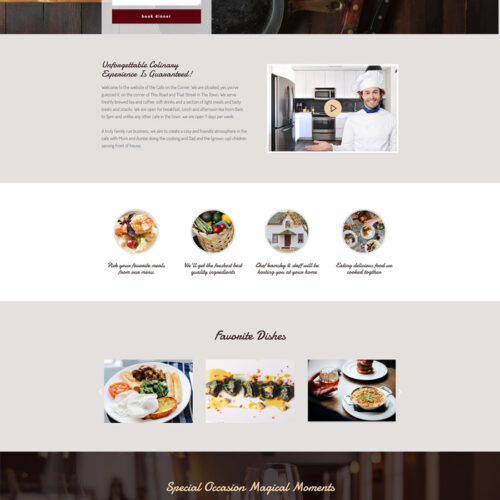 book dinner
Unforgettable Colinary
Experience Is Guaranteed!
Welcome to the website of the Cafe on the Corner. We are situated, yes you've
guessed it, on the corner of This Road and That Street in The Town. We serve
freshly brewed tea and coffee, soft drinks and a section of light meals and tasty
treats and snacks. We are open for breakfast, lunch and afternoon tea from 8am
to 5pm and unlike any other cafe in the town, we are open 7 days per week.
A truly family run business, we aim to create a cosy and friendly atmosphere in the
cafe with Mum and Auntie doing the cooking and Dad and the (grown-up) children
serving front of house.
Pick your favorite meals
from our menu.
We'll get the freshest best
quality ingredients
Chef barnsby & staff will be
hosting you at your home
Eating delicious food we
cooked togther
Favorite Dishes
Special Occasion Magical Moments